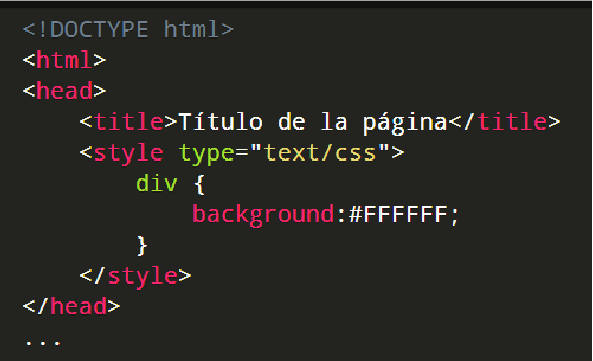 <!DOCTYPE html>
<html>
<head>
    <title>Título de la página</title>
    <style type="text/css">
        div {
            background:#FFFFFF;
        }
    </style>
</head>
...